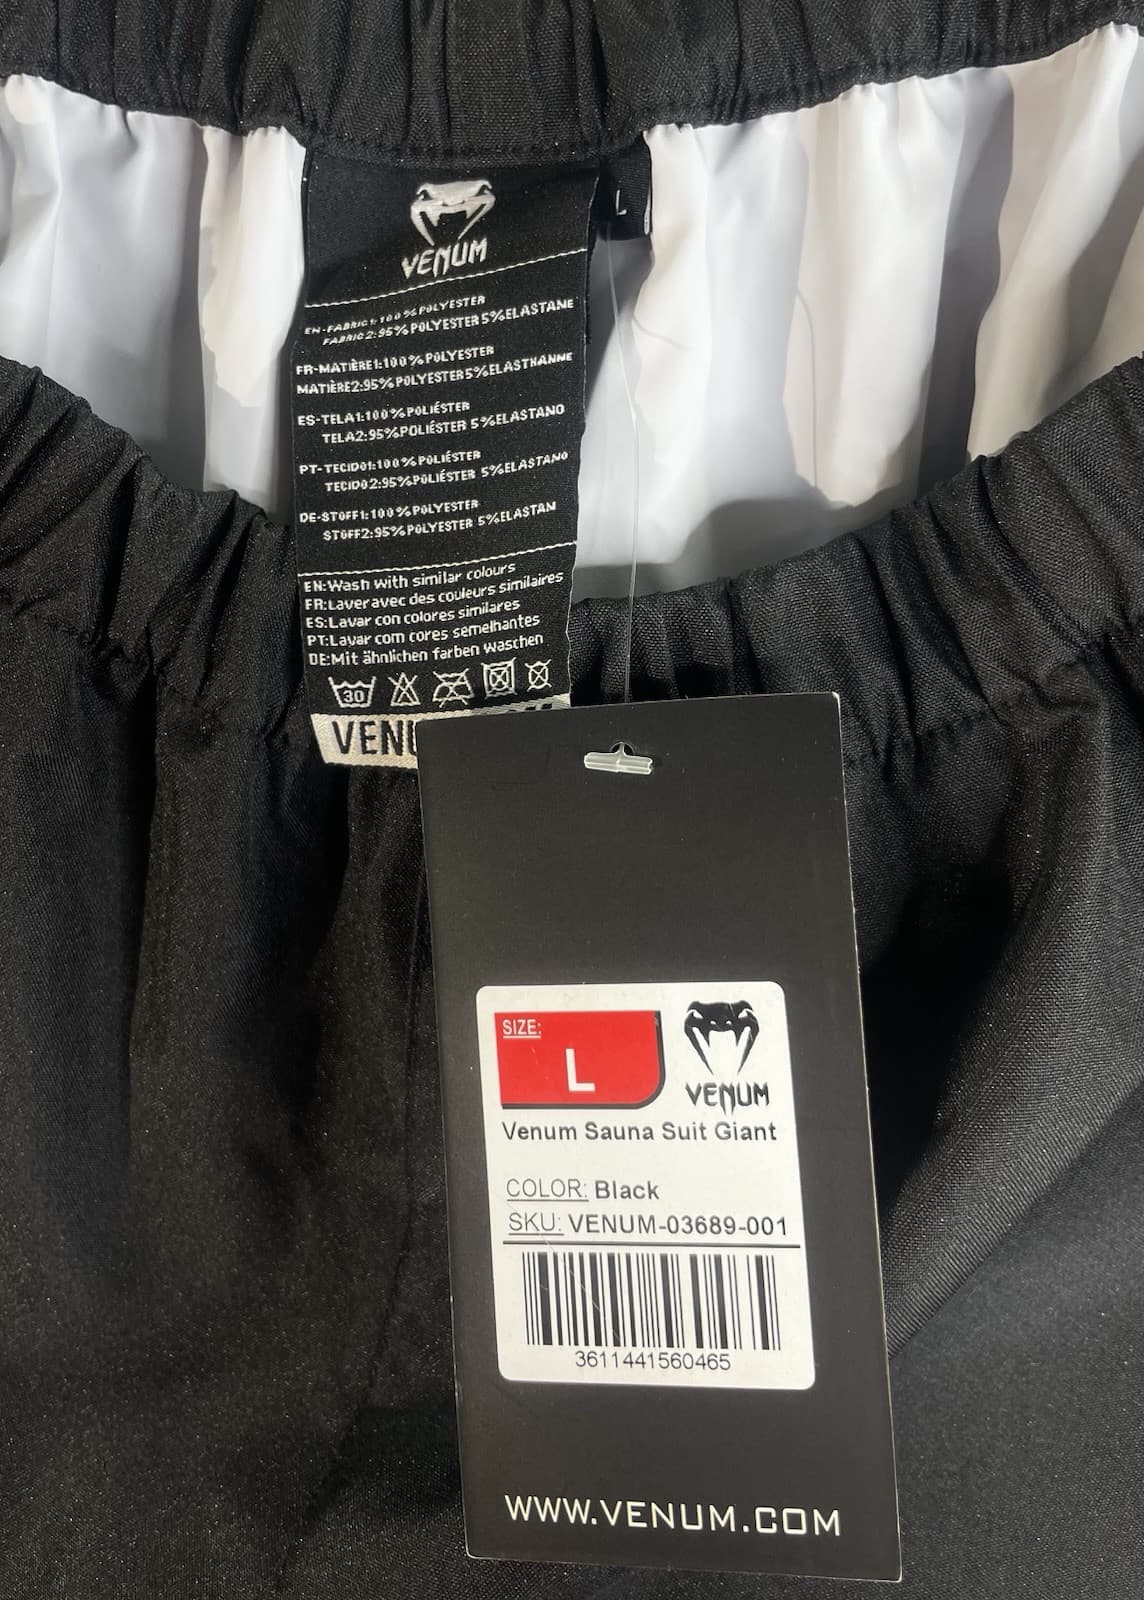 L
VENUM
EN-FABRIC1:100%POLYESTER
FABRIC2:95%POLYESTER5%ELASTANE
FR-MATIÈRE1:100%POLYESTER
MATIÈRE2:95%POLYESTER5%ELASTHANNE
ES-TELA1:100%POLIÉSTER
TELA2:95%POLIÉSTER 5%ELASTANO
PT-TECIDO1:100%POLIÉSTER
TECIDO2:95%POLIÉSTER 5%ELASTANO
DE-STOFF1:100%POLYESTER
STOFF2:95%POLYESTER 5%ELASTAN
EN:Wash with similar colours
FR:Laver avec des couleurs similaires
ES:Lavar con colores similares
PT:Lavar com cores semelhantes
DE:Mit ähnlichen farben waschen
30
VENU
SIZE:
L
VENUM
Venum Sauna Suit Giant
COLOR: Black
SKU: VENUM-03689-001
3611441560465
WWW.VENUM.COM